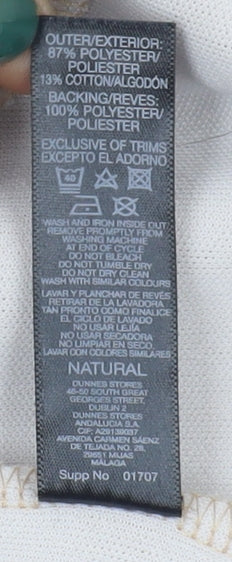 OUTER/EXTERIOR:
87% POLYESTER/
POLIESTER
13% COTTON/ALGODÓN
BACKING/REVES:
100% POLYESTER/
POLIESTER
EXCLUSIVE OF TRIMS
EXCEPTO EL ADORNO
40
WASH AND IRON INSIDE OUT
REMOVE PROMPTLY FROM
WASHING MACHINE
AT END OF CYCLE
DO NOT BLEACH
DO NOT TUMBLE DRY
DO NOT DRY CLEAN
WASH WITH SIMILAR COLOURS
LAVAR Y PLANCHAR DE REVÉS
RETIRAR DE LA LAVADORA
TAN PRONTO COMO FINALICE
EL CICLO DE LAVADO
NO USAR LEJÍA
NO USAR SECADORA
NO LIMPIAR EN SECO
LAVAR CON COLORES SIMILARES
NATURAL
DUNNES STORES
46-50 SOUTH GREAT
GEORGES STREET,
DUBLIN 2
DUNNES STORES
ANDALUCIA S.A.
CIF: A29139037
AVENIDA CARMEN SÁENZ
DE TEJADA NO. 28,
29651 MIJAS
MÁLAGA
Supp No 01707